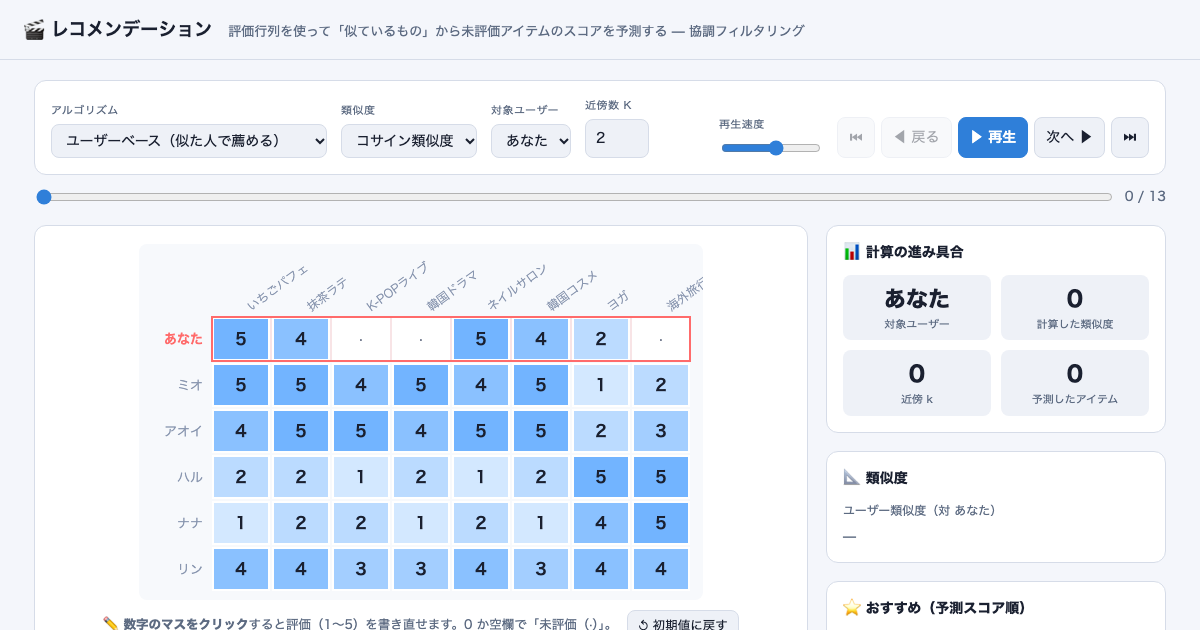 🎬 レコメンデーション 評価行列を使って「似ているもの」から未評価アイテムのスコアを予測する — 協調フィルタリング
アルゴリズム 類似度 対象ユーザー 近傍数 K 再生速度
ユーザーベース（似た人で薦める） コサイン類似度 あなた 2 ⏮ ◀ 戻る ▶ 再生 次へ ▶ ⏭
0 / 13
いちごパフェ 抹茶ラテ K-POPライブ 韓国ドラマ ネイルサロン 韓国コスメ ヨガ 海外旅行
あなた 5 4 · · 5 4 2 ·
ミオ 5 5 4 5 4 5 1 2
アオイ 4 5 5 4 5 5 2 3
ハル 2 2 1 2 1 2 5 5
ナナ 1 2 2 1 2 1 4 5
リン 4 4 3 3 4 3 4 4
✏️ 数字のマスをクリックすると評価（1〜5）を書き直せます。0 か空欄で「未評価（·）」。 ↺ 初期値に戻す
📊 計算の進み具合
あなた 0
対象ユーザー 計算した類似度
0 0
近傍 k 予測したアイテム
📐 類似度
ユーザー類似度（対 あなた）
—
⭐ おすすめ（予測スコア順）